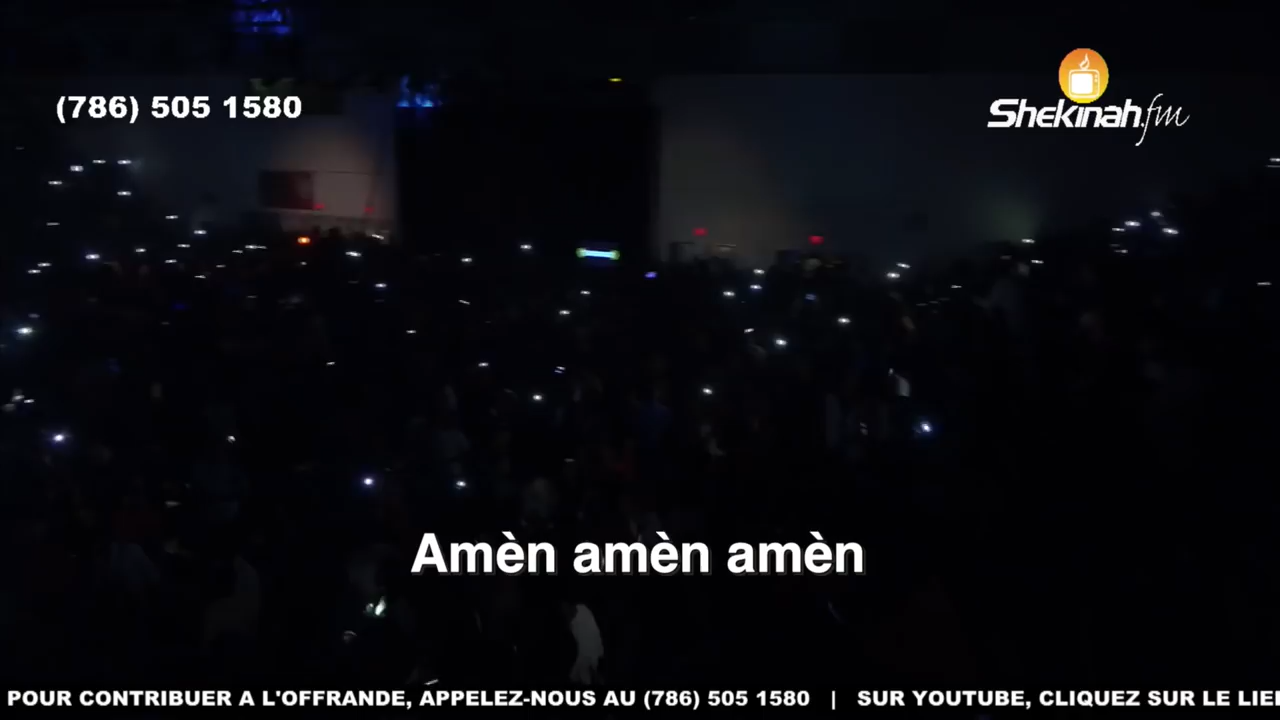 (786) 505 1580
Shekinah.fm
Amèn amèn amèn
POUR CONTRIBUER A L'OFFRANDE, APPELEZ-NOUS AU (786) 505 1580 | SUR YOUTUBE, CLIQUEZ SUR LE